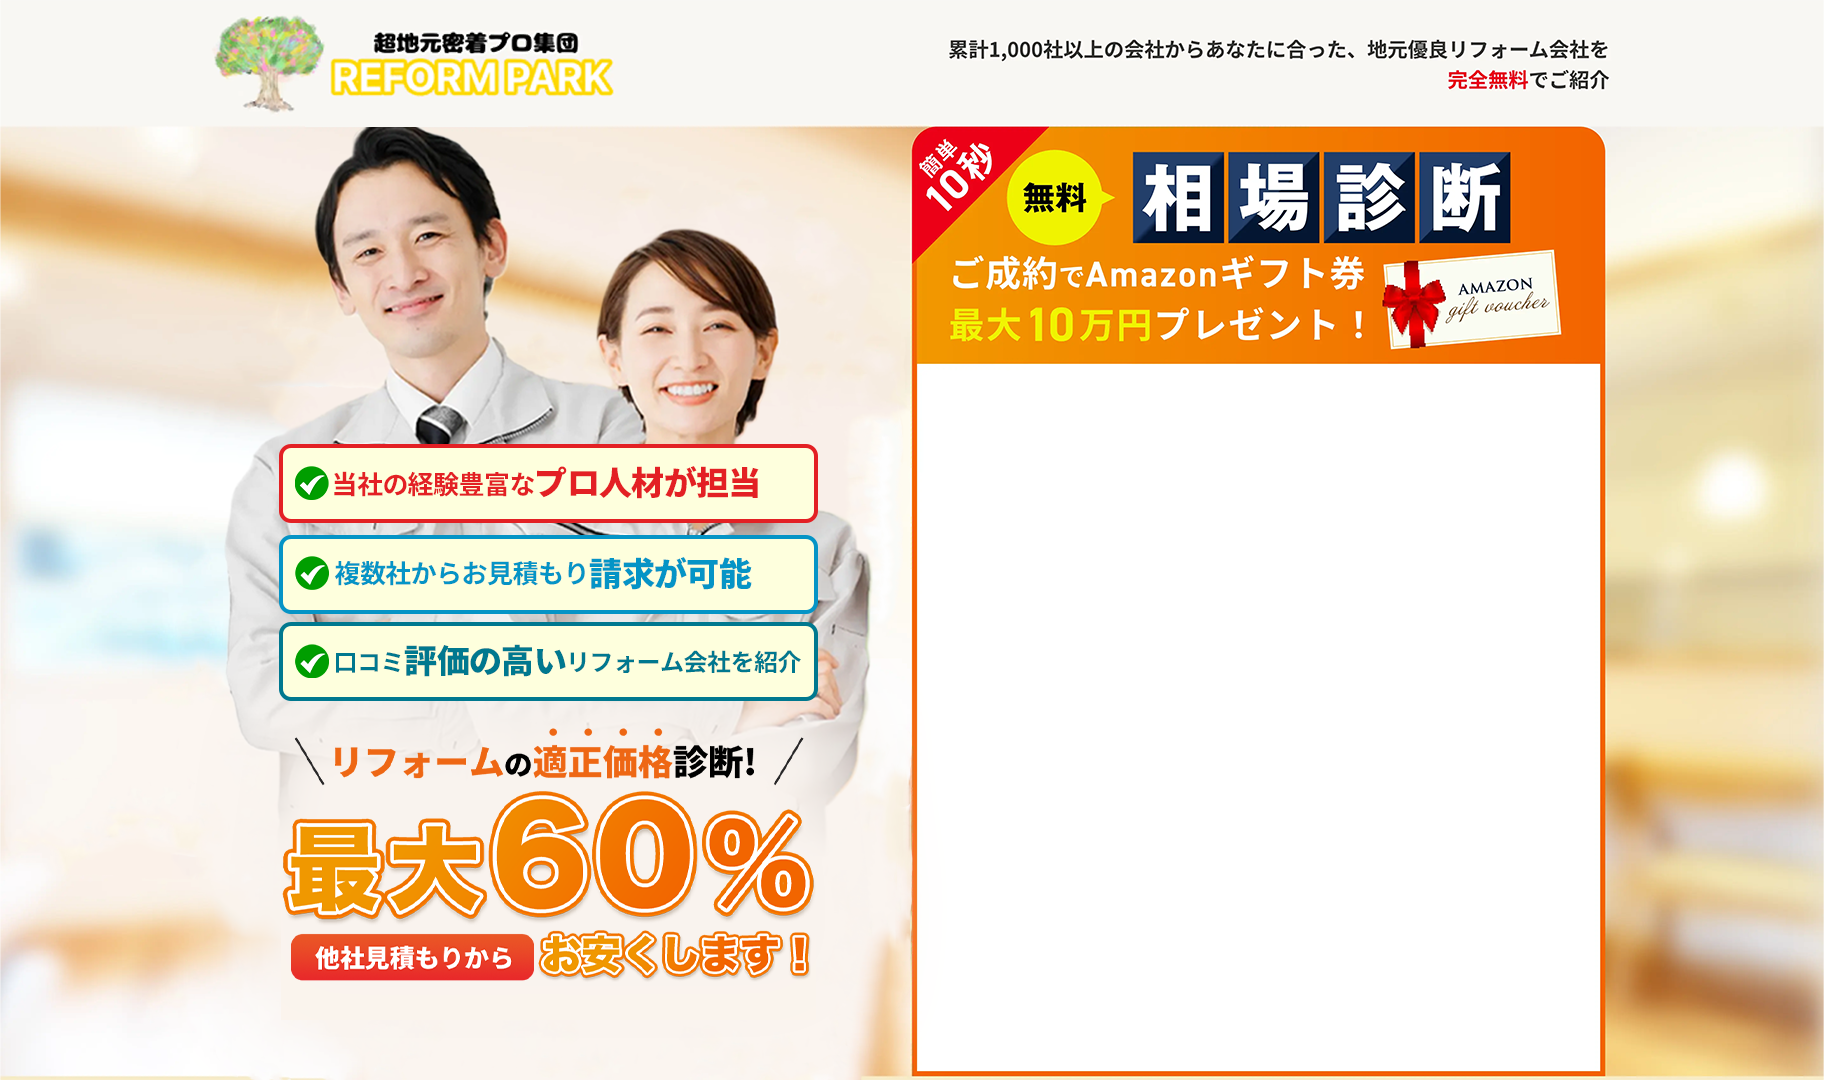 超地元密着プロ集団
REFORM PARK
累計1,000社以上の会社からあなたに合った、地元優良リフォーム会社を
完全無料でご紹介
簡単
10秒
無料
相場診断
ご成約でAmazonギフト券
最大10万円プレゼント！
AMAZON
gift voucher
当社の経験豊富なプロ人材が担当
複数社からお見積もり請求が可能
口コミ評価の高いリフォーム会社を紹介
リフォームの適正価格診断!
最大60%
他社見積もりから お安くします！